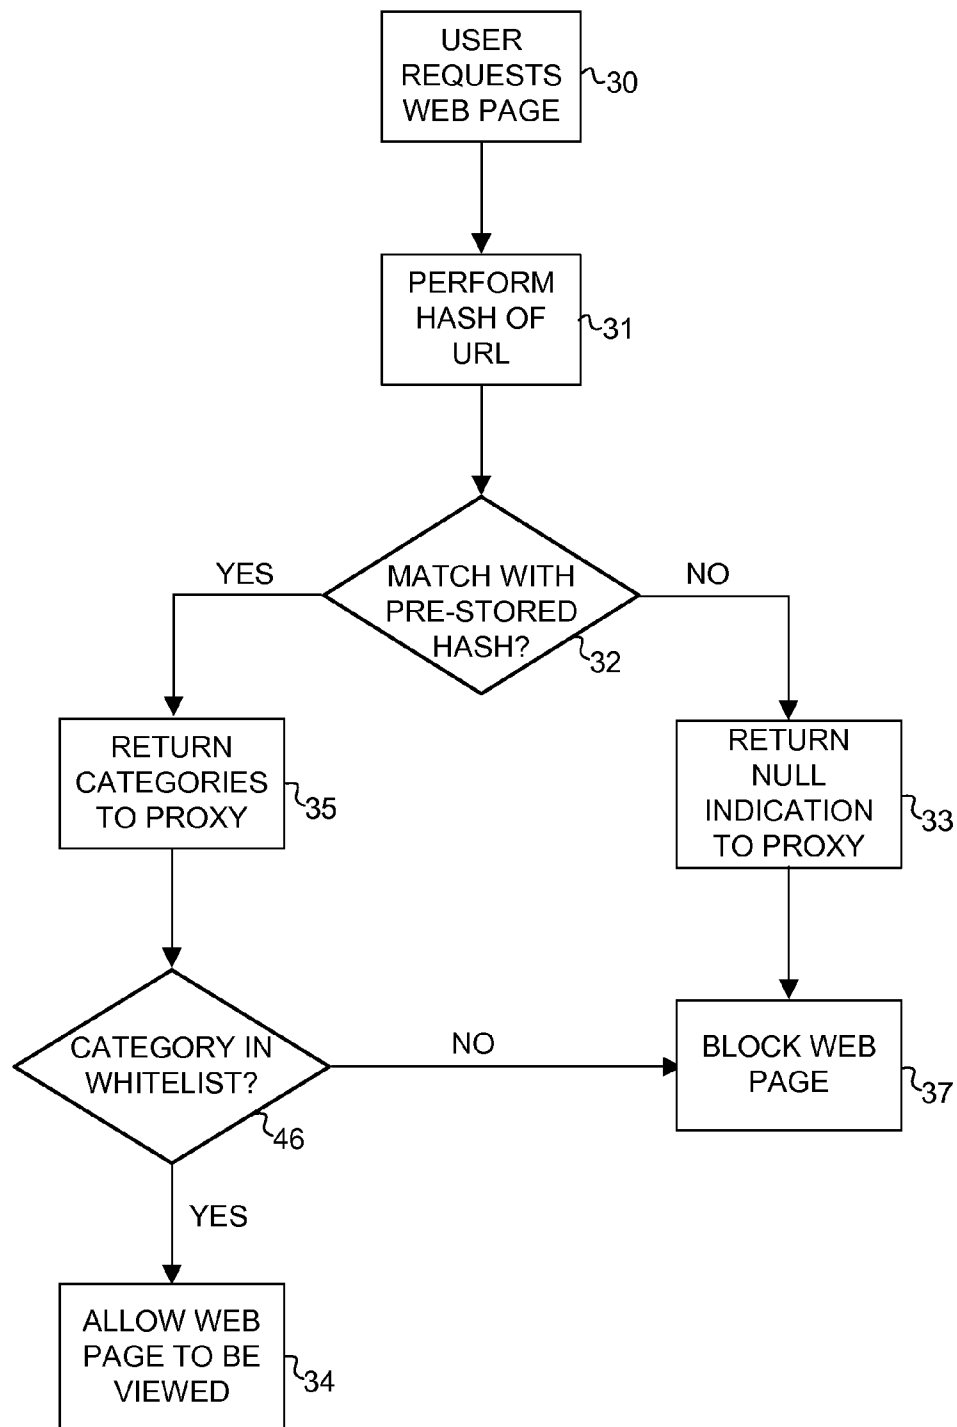 USER
REQUESTS
WEB PAGE
30
PERFORM
HASH OF
URL
31
YES
MATCH WITH
PRE-STORED
HASH?
32
NO
RETURN
CATEGORIES
TO PROXY
35
RETURN
NULL
INDICATION
TO PROXY
33
CATEGORY IN
WHITELIST?
46
NO
BLOCK WEB
PAGE
37
YES
ALLOW WEB
PAGE TO BE
VIEWED
34